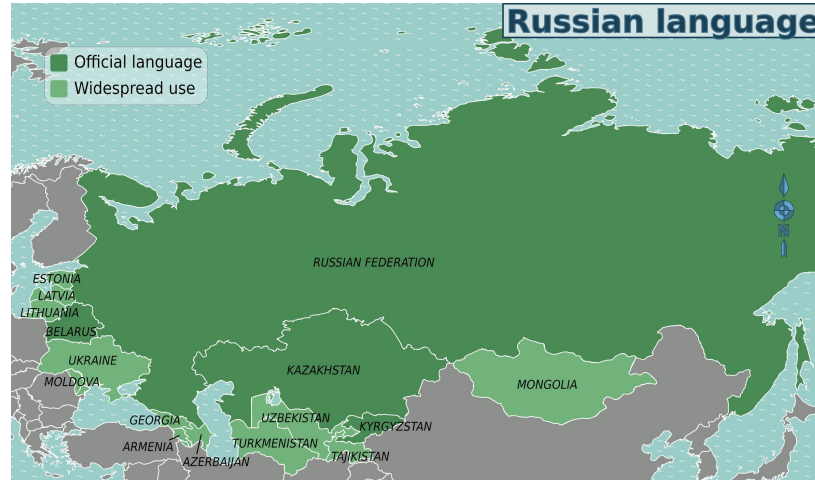 Russian language
Official language
Widespread use
N
RUSSIAN FEDERATION
ESTONIA
LATVIA
LITHUANIA
BELARUS
UKRAINE
KAZAKHSTAN
MOLDOVA
MONGOLIA
GEORGIA
UZBEKISTAN
KYRGYZSTAN
ARMENIA
TURKMENISTAN
AZERBAIJAN
TAJIKISTAN